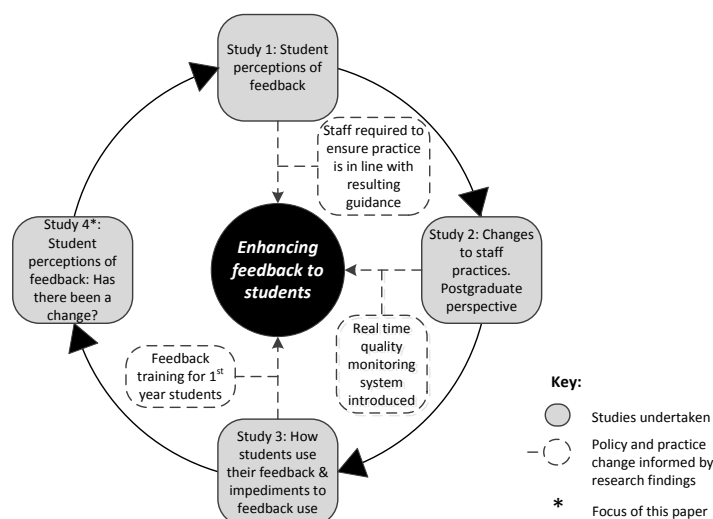 Study 1: Student
perceptions of
feedback
Staff required to
ensure practice
is in line with
resulting
guidance
Study 4*:
Student
perceptions of
feedback: Has
there been a
change?
Enhancing
feedback to
students
Study 2: Changes
to staff
practices.
Postgraduate
perspective
Feedback
training for 1st
year students
Real time
quality
monitoring
system
introduced
Study 3: How
students use
their feedback &
impediments to
feedback use
Key:
Studies undertaken
Policy and practice
change informed by
research findings
* Focus of this paper